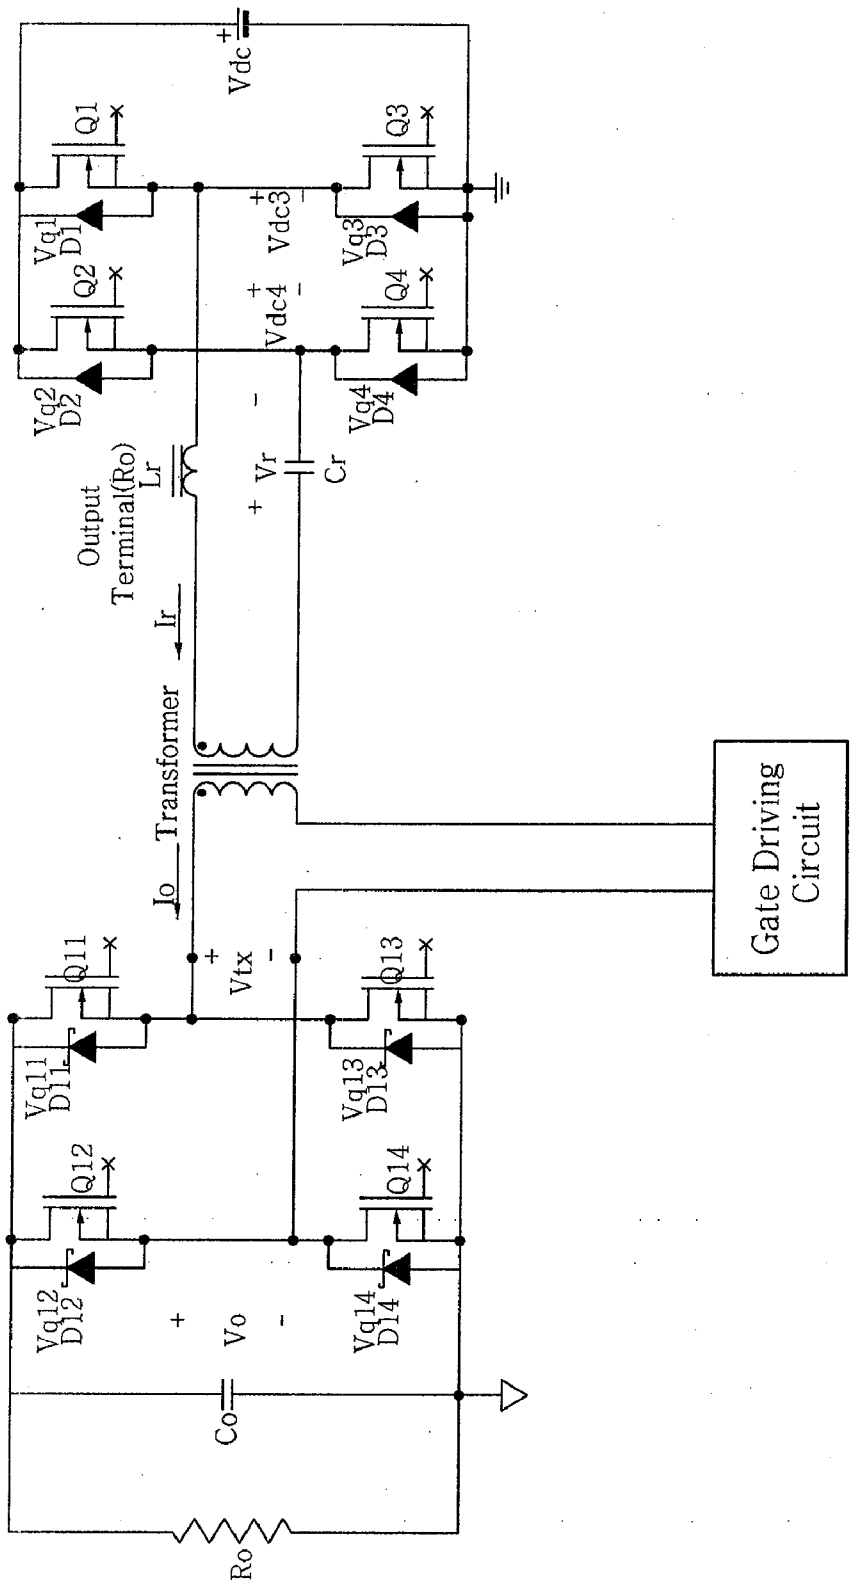 Vdc
+
Q1
Vq1
D1
Q2
Vq2
D2
Q3
Vq3
D3
Q4
Vq4
D4
+
Vdc3
-
+
Vdc4
-
Output
Terminal(Ro)
Lr
-
Vr
+
Cr
Ir
Transformer
Io
+
Vtx
-
Gate Driving
Circuit
Q11
Vq11
D11
Q12
Vq12
D12
Q13
Vq13
D13
Q14
Vq14
D14
+
Vo
-
Co
Ro